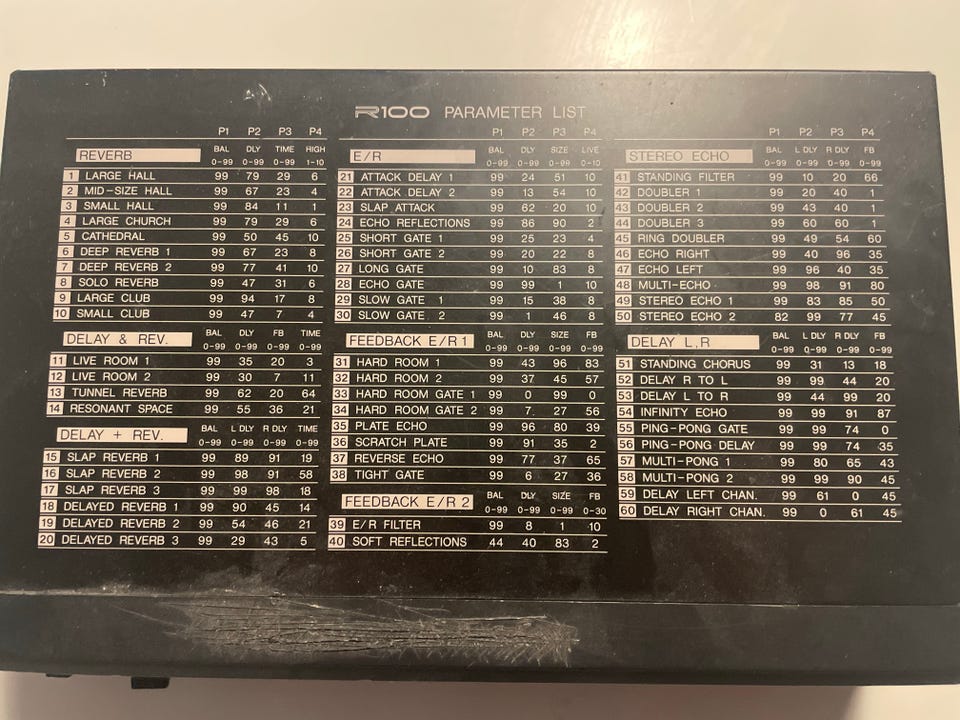 R100 PARAMETER LIST
P1 P2 P3 P4
REVERB BAL DLY TIME HIGH
0-99 0-99 0-99 1-10
1 LARGE HALL 99 79 29 6
2 MID-SIZE HALL 99 67 23 4
3 SMALL HALL 99 84 11 1
4 LARGE CHURCH 99 79 29 6
5 CATHEDRAL 99 50 45 10
6 DEEP REVERB 1 99 67 23 8
7 DEEP REVERB 2 99 77 41 10
8 SOLO REVERB 99 47 31 6
9 LARGE CLUB 99 94 17 8
10 SMALL CLUB 99 47 7 4
DELAY & REV. BAL DLY FB TIME
0-99 0-99 0-99 0-99
11 LIVE ROOM 1 99 35 20 3
12 LIVE ROOM 2 99 30 7 11
13 TUNNEL REVERB 99 62 20 64
14 RESONANT SPACE 99 55 36 21
DELAY + REV. BAL L DLY R DLY TIME
0-99 0-99 0-99 0-99
15 SLAP REVERB 1 99 89 91 19
16 SLAP REVERB 2 99 98 91 58
17 SLAP REVERB 3 99 99 98 18
18 DELAYED REVERB 1 99 90 45 14
19 DELAYED REVERB 2 99 54 46 21
20 DELAYED REVERB 3 99 29 43 5
P1 P2 P3 P4
E/R BAL DLY SIZE LIVE
0-99 0-99 0-99 0-10
21 ATTACK DELAY 1 99 24 51 10
22 ATTACK DELAY 2 99 13 54 10
23 SLAP ATTACK 99 62 20 10
24 ECHO REFLECTIONS 99 86 90 2
25 SHORT GATE 1 99 25 23 4
26 SHORT GATE 2 99 20 22 8
27 LONG GATE 99 10 83 8
28 ECHO GATE 99 99 1 10
29 SLOW GATE 1 99 15 38 8
30 SLOW GATE 2 99 1 46 8
FEEDBACK E/R 1 BAL DLY SIZE FB
0-99 0-99 0-99 0-99
31 HARD ROOM 1 99 43 96 83
32 HARD ROOM 2 99 37 45 57
33 HARD ROOM GATE 1 99 0 99 0
34 HARD ROOM GATE 2 99 7 27 56
35 PLATE ECHO 99 96 80 39
36 SCRATCH PLATE 99 91 35 2
37 REVERSE ECHO 99 77 37 65
38 TIGHT GATE 99 6 27 36
FEEDBACK E/R 2 BAL DLY SIZE FB
0-99 0-99 0-99 0-30
39 E/R FILTER 99 8 1 10
40 SOFT REFLECTIONS 44 40 83 2
P1 P2 P3 P4
STEREO ECHO BAL L DLY R DLY FB
0-99 0-99 0-99 0-99
41 STANDING FILTER 99 10 20 66
42 DOUBLER 1 99 20 40 1
43 DOUBLER 2 99 43 40 1
44 DOUBLER 3 99 60 60 1
45 RING DOUBLER 99 49 54 60
46 ECHO RIGHT 99 40 96 35
47 ECHO LEFT 99 96 40 35
48 MULTI-ECHO 99 98 91 80
49 STEREO ECHO 1 99 83 85 50
50 STEREO ECHO 2 82 99 77 45
DELAY L,R BAL L DLY R DLY FB
0-99 0-99 0-99 0-99
51 STANDING CHORUS 99 31 13 18
52 DELAY R TO L 99 99 44 20
53 DELAY L TO R 99 44 99 20
54 INFINITY ECHO 99 99 91 87
55 PING-PONG GATE 99 99 74 0
56 PING-PONG DELAY 99 99 74 35
57 MULTI-PONG 1 99 80 65 43
58 MULTI-PONG 2 99 99 90 45
59 DELAY LEFT CHAN. 99 61 0 45
60 DELAY RIGHT CHAN. 99 0 61 45